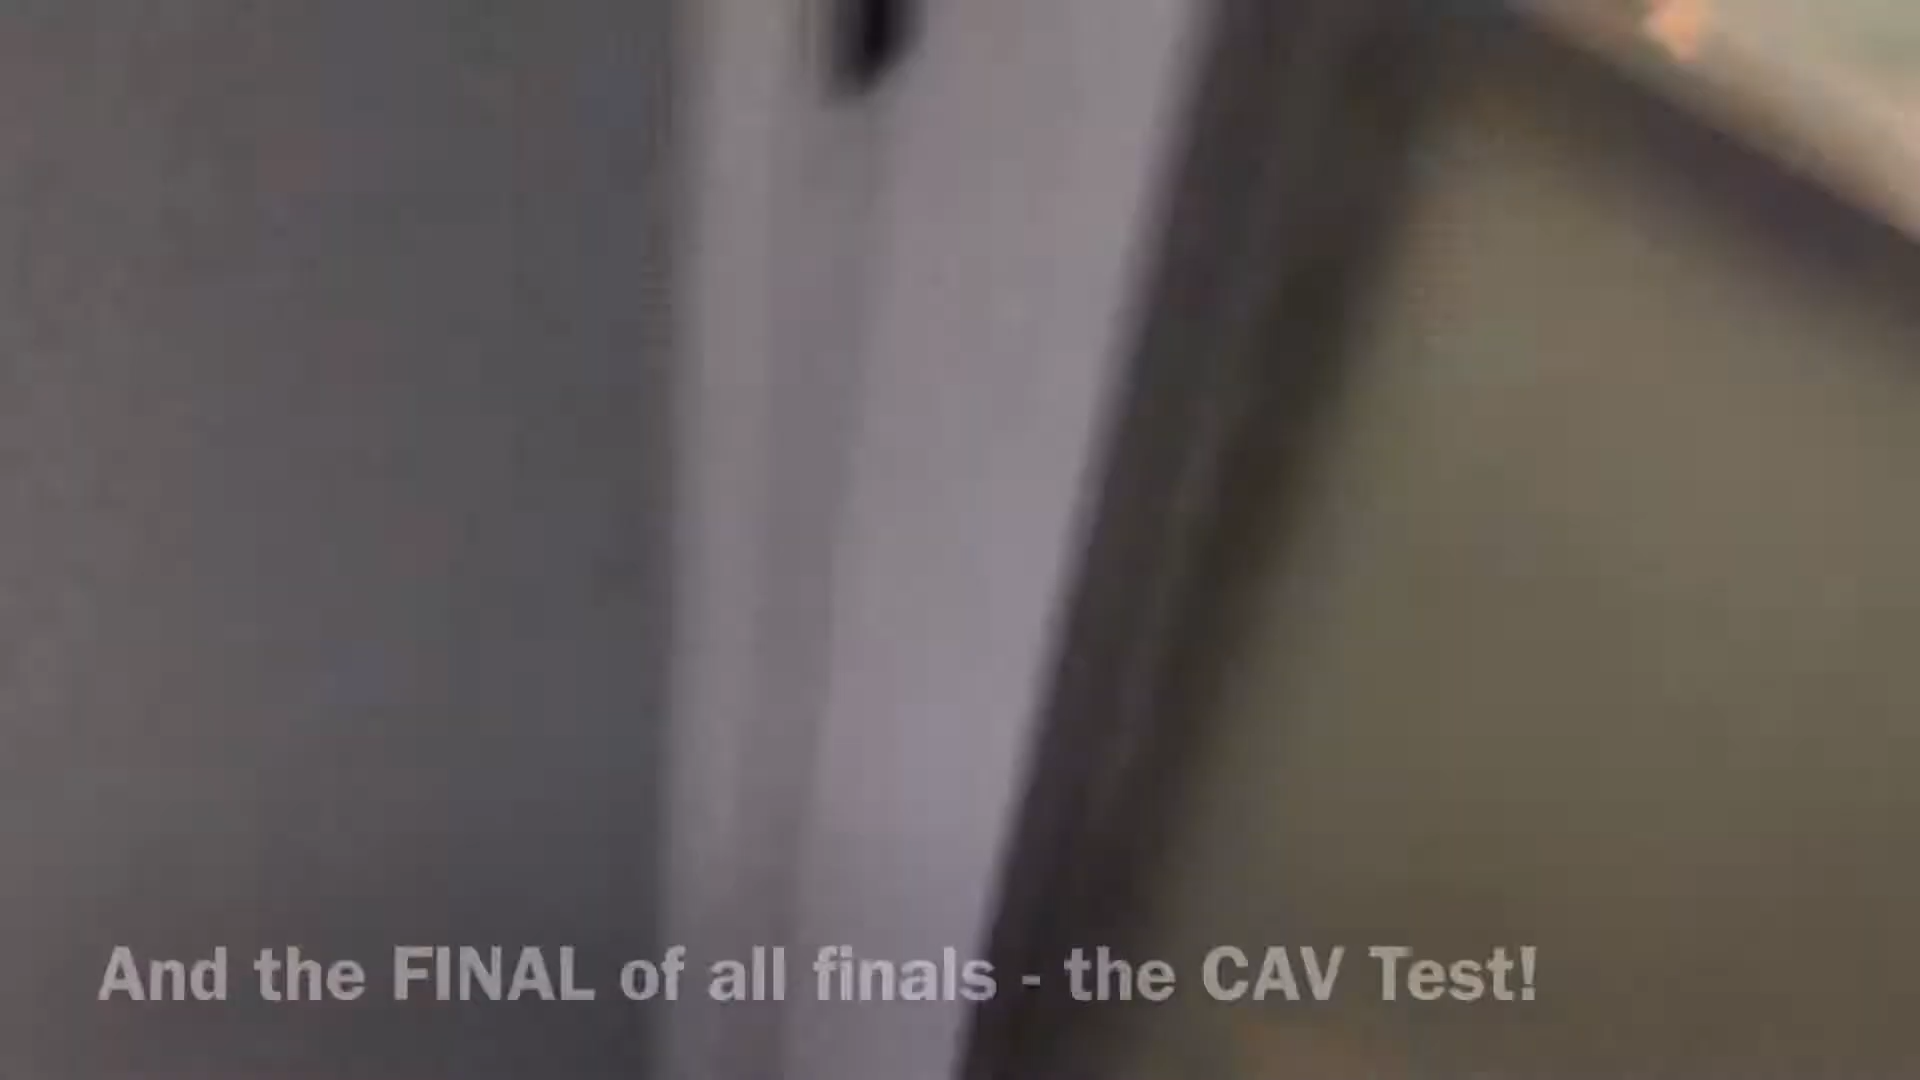 And the FINAL of all finals - the CAV Test!